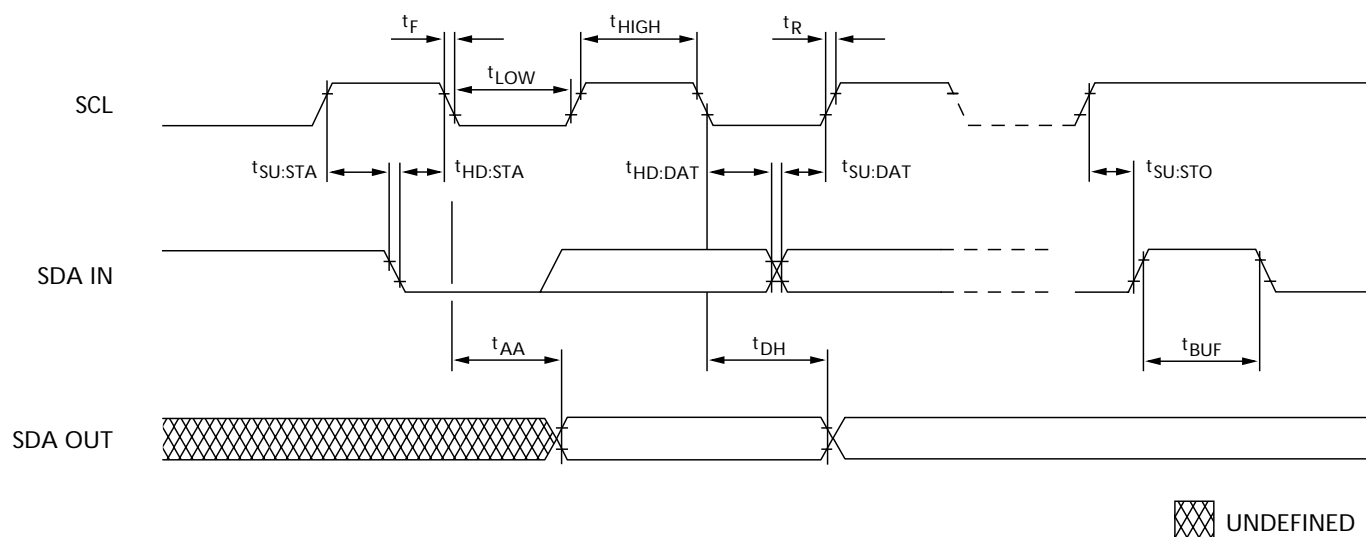 tF
tHIGH
tR
tLOW
SCL
tSU:STA
tHD:STA
tHD:DAT
tSU:DAT
tSU:STO
SDA IN
tAA
tDH
tBUF
SDA OUT
UNDEFINED